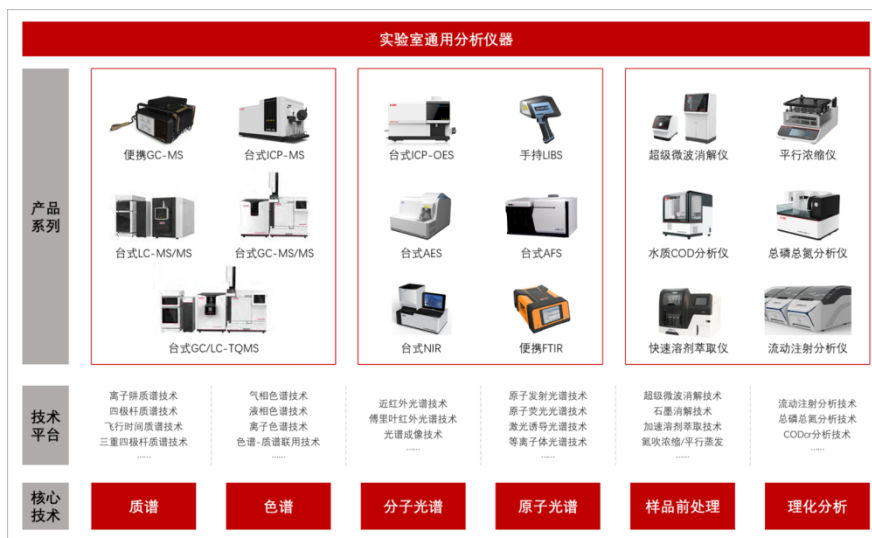 实验室通用分析仪器
产品
系列
便携GC-MS
台式ICP-MS
台式LC-MS/MS
台式GC-MS/MS
台式GC/LC-TQMS
台式ICP-OES
手持LIBS
台式AES
台式AFS
台式NIR
便携FTIR
超级微波消解仪
平行浓缩仪
水质COD分析仪
总磷总氮分析仪
快速溶剂萃取仪
流动注射分析仪
技术
平台
离子阱质谱技术
四极杆质谱技术
飞行时间质谱技术
三重四极杆质谱技术
......
气相色谱技术
液相色谱技术
离子色谱技术
色谱-质谱联用技术
......
近红外光谱技术
傅里叶红外光谱技术
光谱成像技术
......
原子发射光谱技术
原子荧光光谱技术
激光诱导光谱技术
等离子体光谱技术
......
超级微波消解技术
石墨消解技术
加速溶剂萃取技术
氮吹浓缩/平行蒸发
......
流动注射分析技术
总磷总氮分析技术
CODcr分析技术
......
核心
技术
质谱
色谱
分子光谱
原子光谱
样品前处理
理化分析